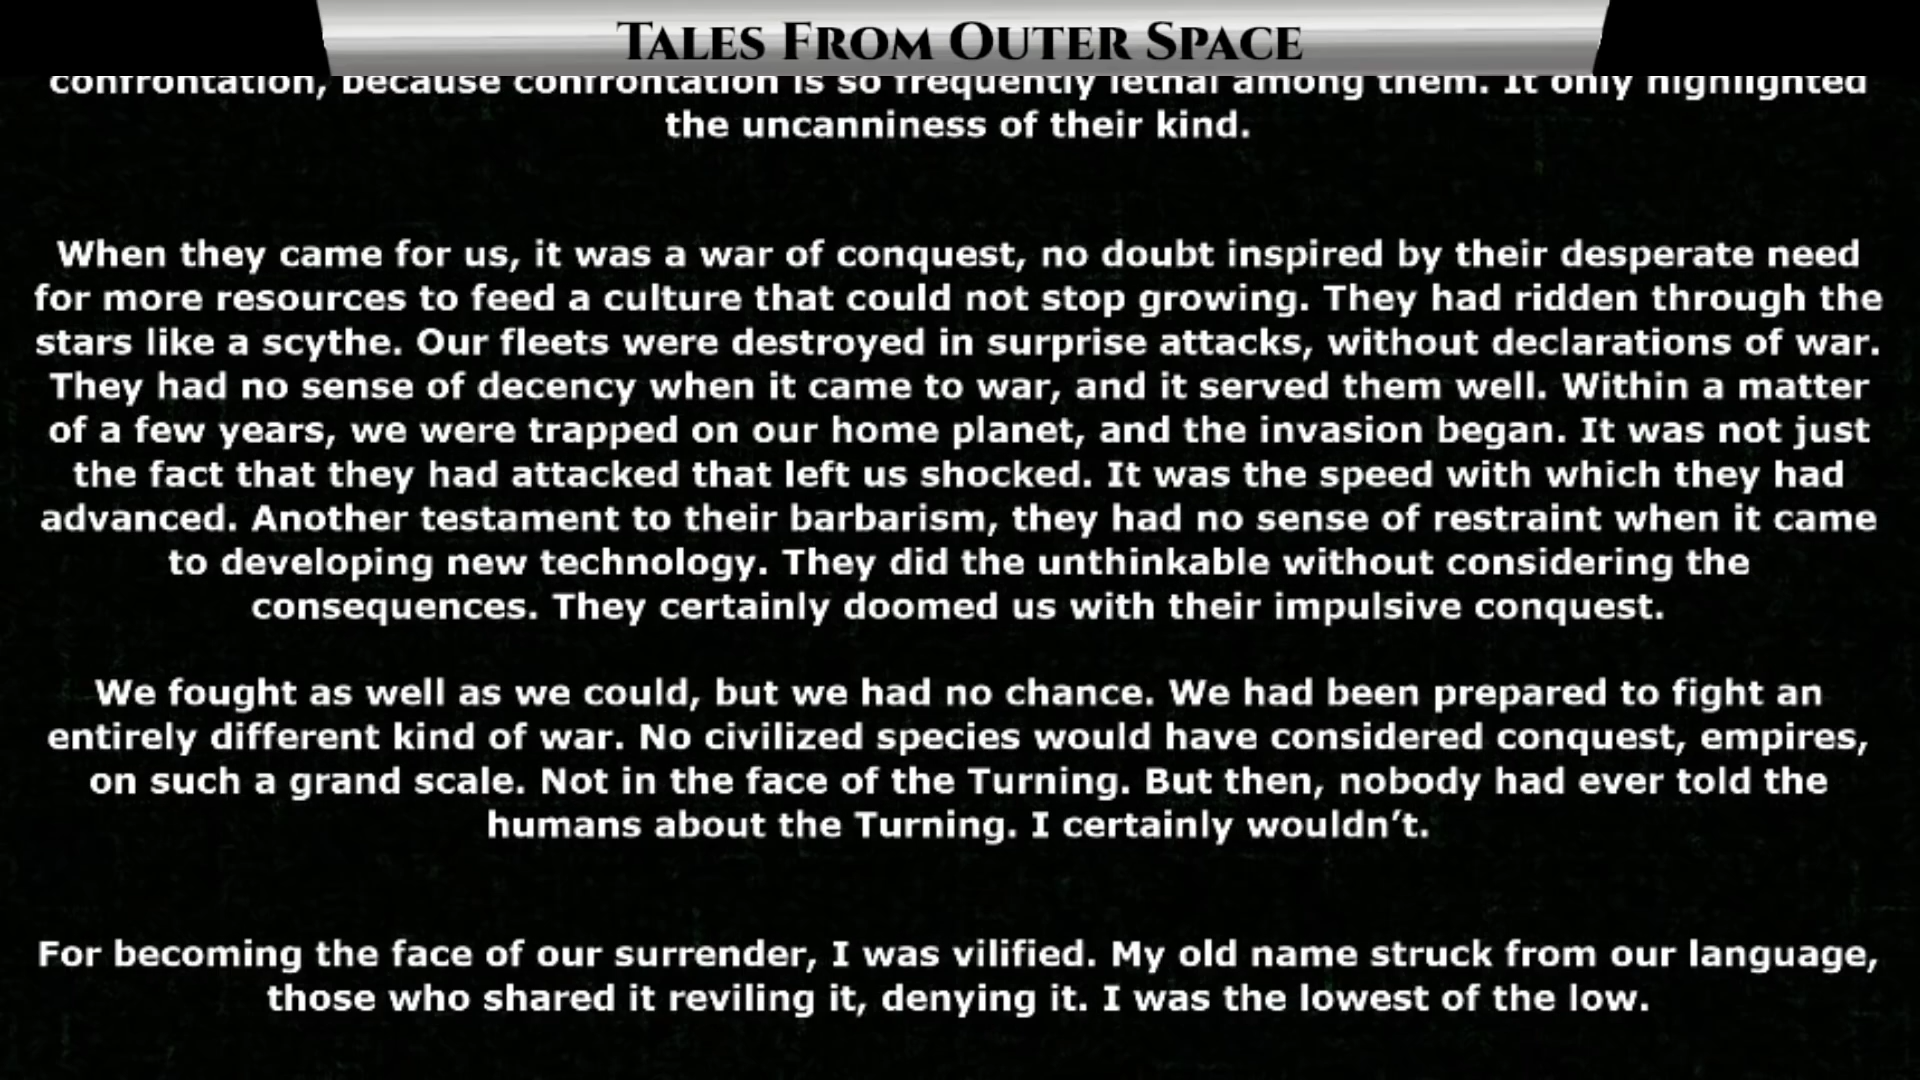 Tales From Outer Space
confrontation, because confrontation is so frequently lethal among them. It only highlighted
the uncanniness of their kind.
When they came for us, it was a war of conquest, no doubt inspired by their desperate need
for more resources to feed a culture that could not stop growing. They had ridden through the
stars like a scythe. Our fleets were destroyed in surprise attacks, without declarations of war.
They had no sense of decency when it came to war, and it served them well. Within a matter
of a few years, we were trapped on our home planet, and the invasion began. It was not just
the fact that they had attacked that left us shocked. It was the speed with which they had
advanced. Another testament to their barbarism, they had no sense of restraint when it came
to developing new technology. They did the unthinkable without considering the
consequences. They certainly doomed us with their impulsive conquest.
We fought as well as we could, but we had no chance. We had been prepared to fight an
entirely different kind of war. No civilized species would have considered conquest, empires,
on such a grand scale. Not in the face of the Turning. But then, nobody had ever told the
humans about the Turning. I certainly wouldn’t.
For becoming the face of our surrender, I was vilified. My old name struck from our language,
those who shared it reviling it, denying it. I was the lowest of the low.